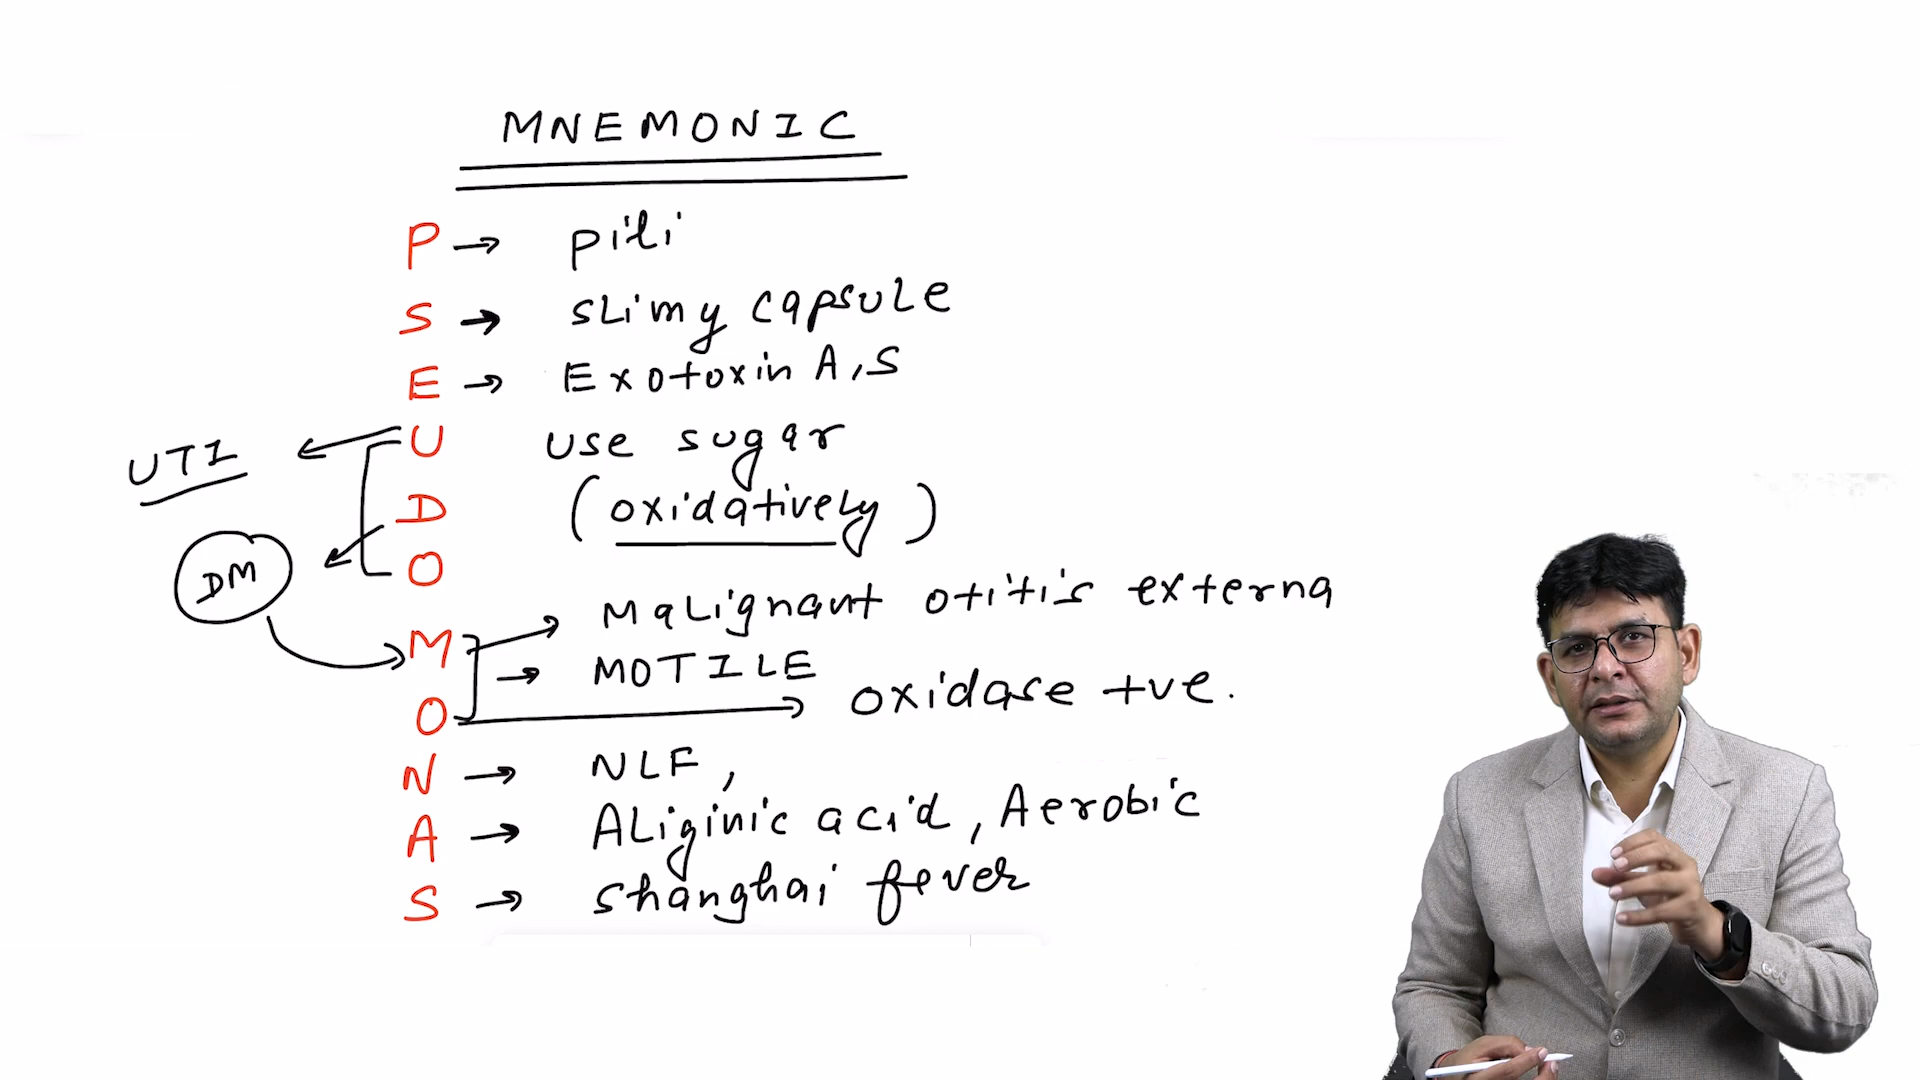 MNEMONIC
P → pili
S → slimy capsule
E → Exotoxin A, S
UTI ← U use sugar
D (oxidatively)
DM ← O
M → Malignant otitis externa
→ MOTILE
O → oxidase +ve.
N → NLF,
A → Aliginic acid, Aerobic
S → shanghai fever